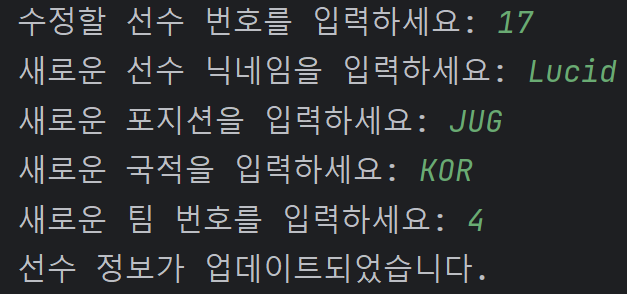 수정할 선수 번호를 입력하세요: 17
새로운 선수 닉네임을 입력하세요: Lucid
새로운 포지션을 입력하세요: JUG
새로운 국적을 입력하세요: KOR
새로운 팀 번호를 입력하세요: 4
선수 정보가 업데이트되었습니다.